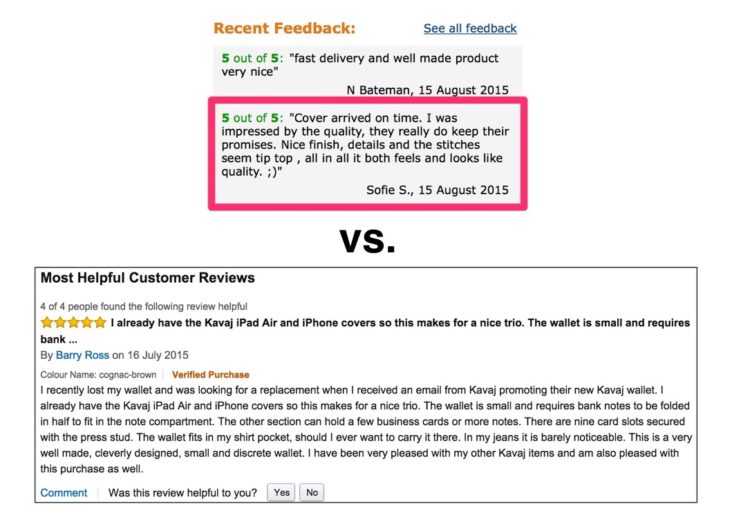 Recent Feedback: See all feedback
5 out of 5: "fast delivery and well made product
very nice"
N Bateman, 15 August 2015
5 out of 5: "Cover arrived on time. I was
impressed by the quality, they really do keep their
promises. Nice finish, details and the stitches
seem tip top , all in all it both feels and looks like
quality. ;)"
Sofie S., 15 August 2015
vs.
Most Helpful Customer Reviews
4 of 4 people found the following review helpful
I already have the Kavaj iPad Air and iPhone covers so this makes for a nice trio. The wallet is small and requires
bank ...
By Barry Ross on 16 July 2015
Colour Name: cognac-brown Verified Purchase
I recently lost my wallet and was looking for a replacement when I received an email from Kavaj promoting their new Kavaj wallet. I
already have the Kavaj iPad Air and iPhone covers so this makes for a nice trio. The wallet is small and requires bank notes to be folded
in half to fit in the note compartment. The other section can hold a few business cards or more notes. There are nine card slots secured
with the press stud. The wallet fits in my shirt pocket, should I ever want to carry it there. In my jeans it is barely noticeable. This is a very
well made, cleverly designed, small and discrete wallet. I have been very pleased with my other Kavaj items and am also pleased with
this purchase as well.
Comment Was this review helpful to you? Yes No